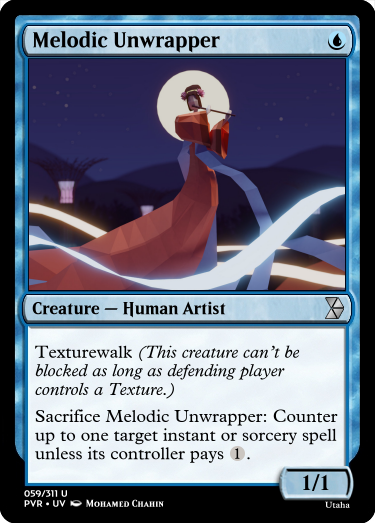 Melodic Unwrapper
Creature — Human Artist
Texturewalk (This creature can't be
blocked as long as defending player
controls a Texture.)
Sacrifice Melodic Unwrapper: Counter
up to one target instant or sorcery spell
unless its controller pays 1.
1/1
059/311 U
PVR • UV Mohamed Chahin
Utaha